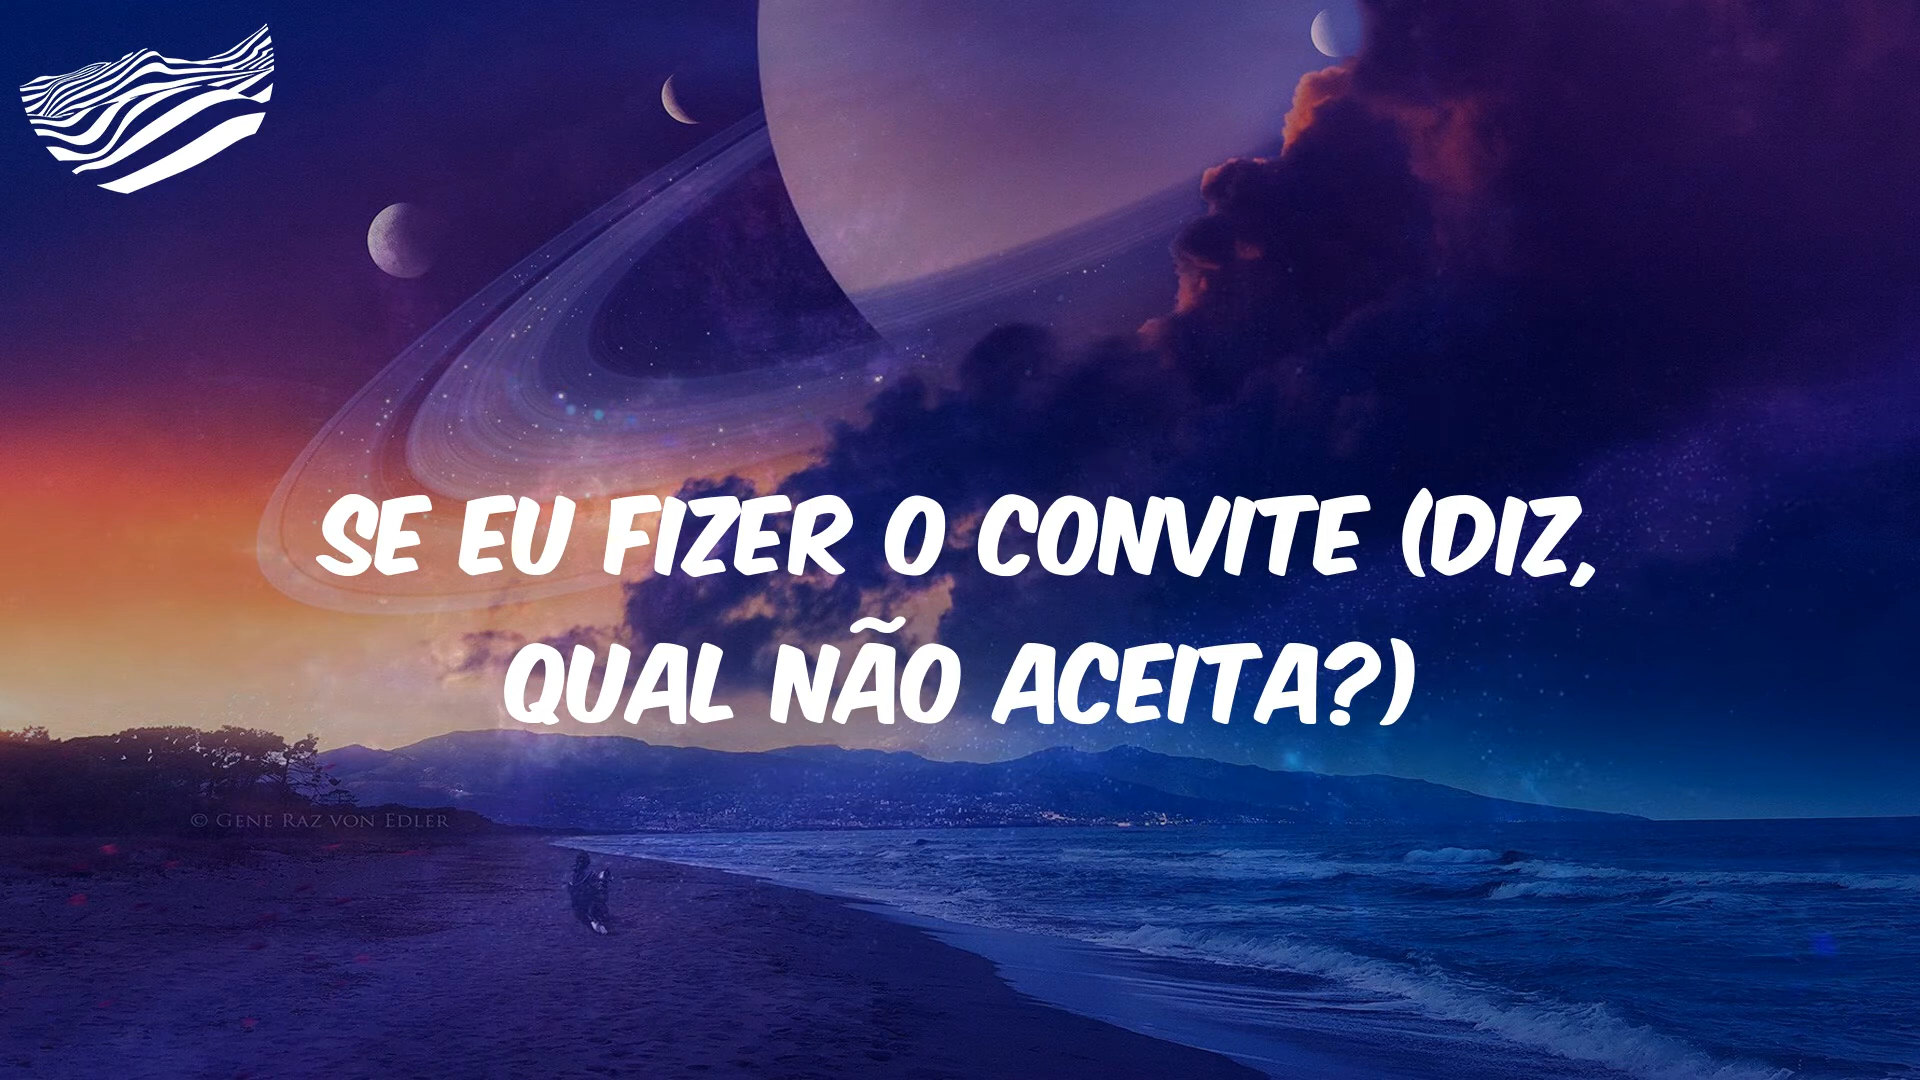 SE EU FIZER O CONVITE (DIZ,
QUAL NÃO ACEITA?)
© GENE RAZ VON EDLER